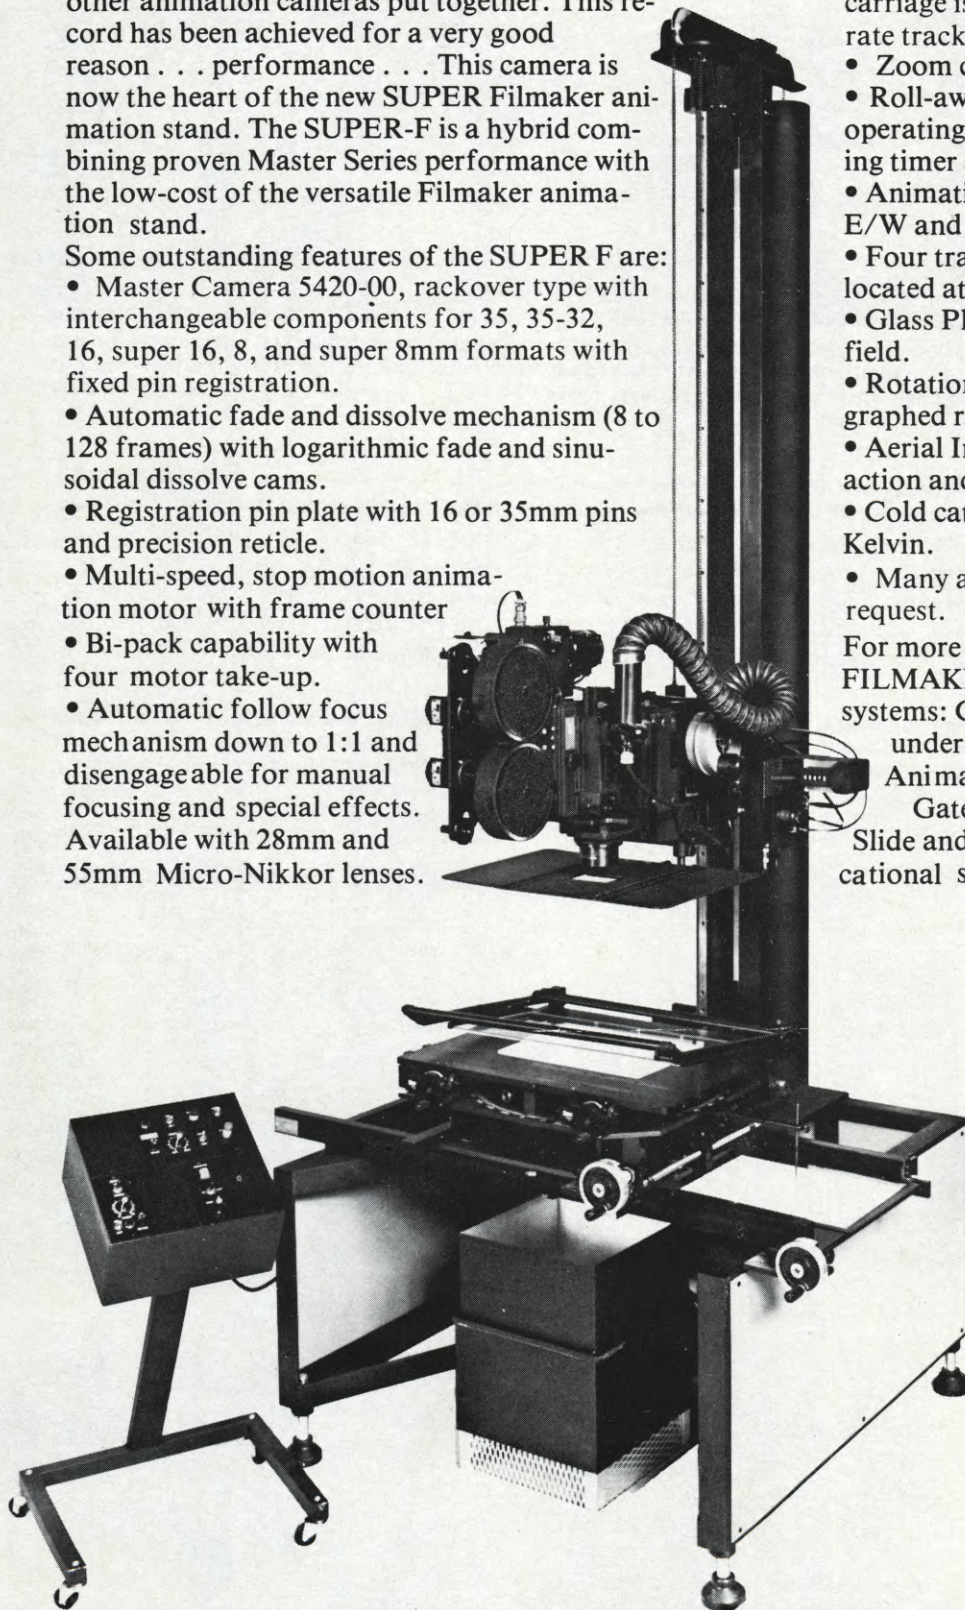 other animation cameras put together. This re-
cord has been achieved for a very good
reason . . . performance . . . This camera is
now the heart of the new SUPER Filmaker ani-
mation stand. The SUPER-F is a hybrid com-
bining proven Master Series performance with
the low-cost of the versatile Filmaker anima-
tion stand.
Some outstanding features of the SUPER F are:
• Master Camera 5420-00, rackover type with
interchangeable components for 35, 35-32,
16, super 16, 8, and super 8mm formats with
fixed pin registration.
• Automatic fade and dissolve mechanism (8 to
128 frames) with logarithmic fade and sinu-
soidal dissolve cams.
• Registration pin plate with 16 or 35mm pins
and precision reticle.
• Multi-speed, stop motion anima-
tion motor with frame counter
• Bi-pack capability with
four motor take-up.
• Automatic follow focus
mechanism down to 1:1 and
disengageable for manual
focusing and special effects.
Available with 28mm and
55mm Micro-Nikkor lenses.
carriage is
rate track
• Zoom
• Roll-aw
operating
ing timer
• Animati
E/W and
• Four tra
located at
• Glass Pl
field.
• Rotation
graphed r
• Aerial I
action and
• Cold cat
Kelvin.
• Many a
request.
For more
FILMAK
systems:
under
Anima
Gate
Slide and
cational s